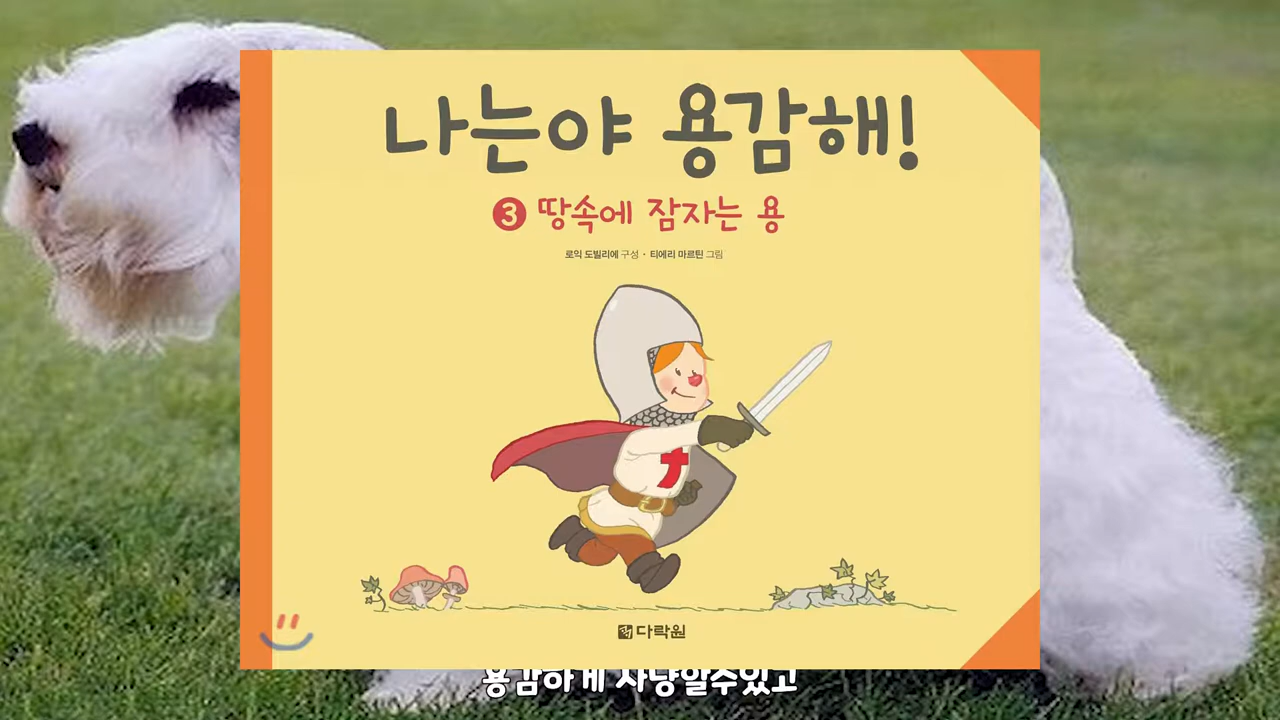 나는야 용감해!
3 땅속에 잠자는 용
로익 도빌리에 구성 · 티에리 마르틴 그림
다락원
용감하게 사냥할수있고